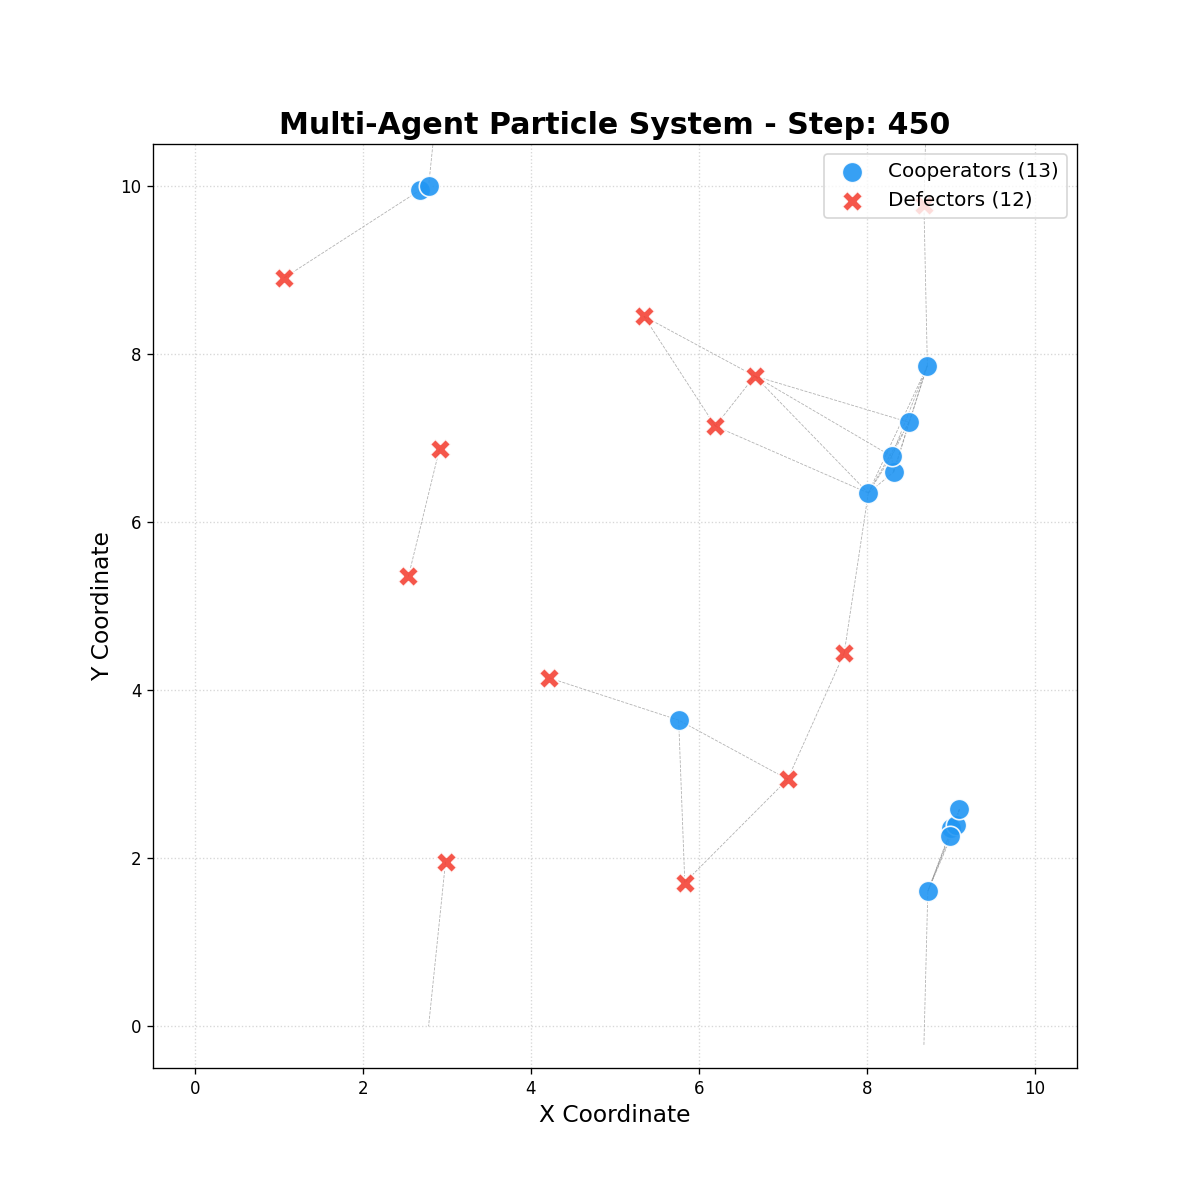 Multi-Agent Particle System - Step: 450
Cooperators (13)
Defectors (12)
10
8
6
4
2
0
Y Coordinate
0 2 4 6 8 10
X Coordinate